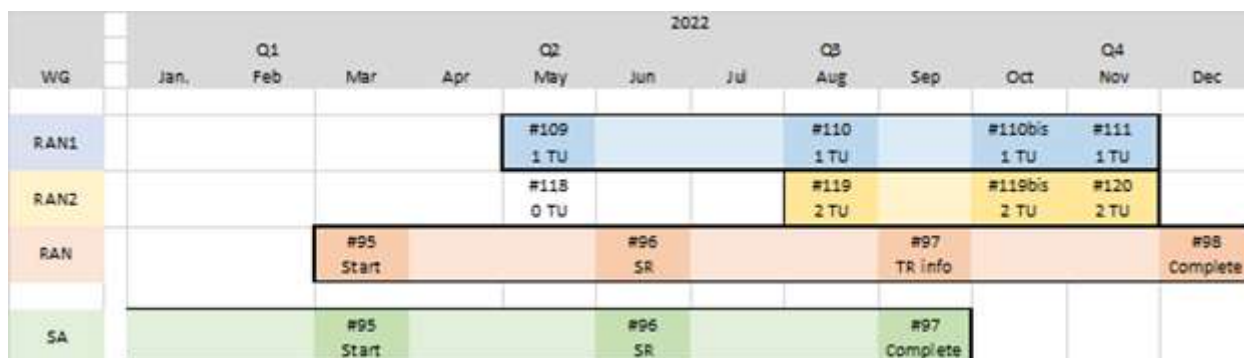 2022
Q1 Q2 Q3 Q4
WG Jan. Feb Mar Apr May Jun Jul Aug Sep Oct Nov Dec
#109 #110 #110bis #111
RAN1
1 TU 1 TU 1 TU 1 TU
#118 #119 #119bis #120
RAN2
0 TU 2 TU 2 TU 2 TU
#95 #96 #97 #98
RAN
Start SR TR info Complete
#95 #96 #97
SA
Start SR Complete